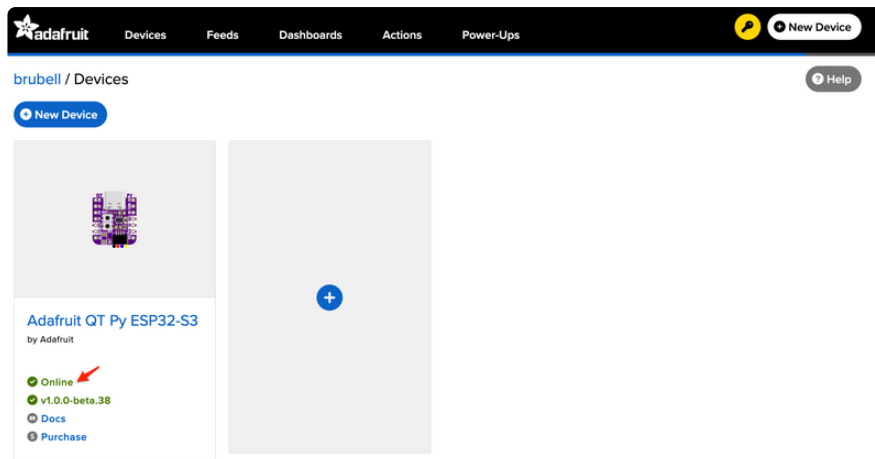 adafruit Devices Feeds Dashboards Actions Power-Ups New Device
brubell / Devices Help
New Device
Adafruit QT Py ESP32-S3
by Adafruit
Online
v1.0.0-beta.38
Docs
Purchase